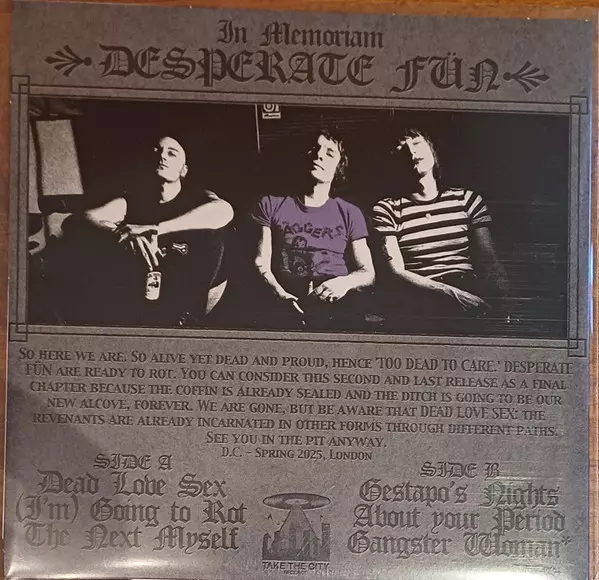 In Memoriam
DESPERATE FÜN
SO HERE WE ARE. SO ALIVE YET DEAD AND PROUD, HENCE 'TOO DEAD TO CARE.' DESPERATE
FÜN ARE READY TO ROT. YOU CAN CONSIDER THIS SECOND AND LAST RELEASE AS A FINAL
CHAPTER BECAUSE THE COFFIN IS ALREADY SEALED AND THE DITCH IS GOING TO BE OUR
NEW ALCOVE, FOREVER. WE ARE GONE, BUT BE AWARE THAT DEAD LOVE SEX: THE
REVENANTS ARE ALREADY INCARNATED IN OTHER FORMS THROUGH DIFFERENT PATHS.
SEE YOU IN THE PIT ANYWAY.
D.C. – SPRING 2025, LONDON
SIDE A
Dead Love Sex
(I'm) Going to Rot
The Next Myself
TAKE THE CITY
SIDE B
Gestapo's Nights
About your Period
Gangster Woman*